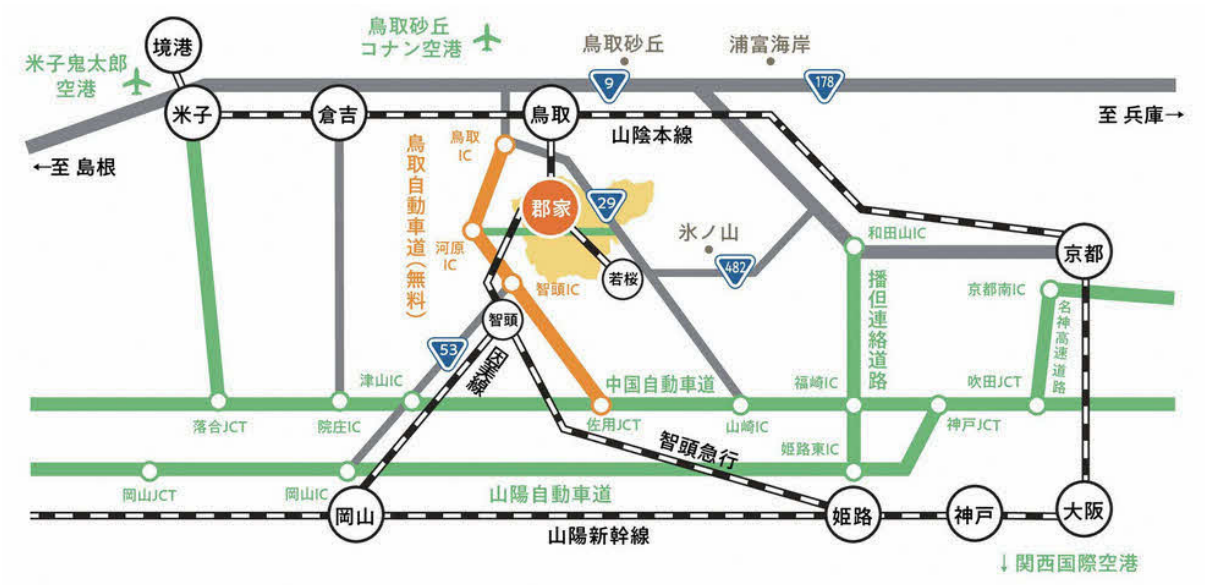 境港
鳥取砂丘
コナン空港
米子鬼太郎
空港
鳥取砂丘
浦富海岸
9
178
米子
倉吉
鳥取
山陰本線
至 兵庫→
←至 島根
鳥取
IC
鳥取自動車道(無料)
郡家
29
氷ノ山
482
河原
IC
若桜
智頭IC
智頭
和田山IC
京都
京都南IC
播但連絡道路
名神高速道路
53
因美線
津山IC
中国自動車道
福崎IC
吹田JCT
落合JCT
院庄IC
佐用JCT
山崎IC
神戸JCT
智頭急行
姫路東IC
岡山JCT
岡山IC
山陽自動車道
岡山
姫路
神戸
大阪
山陽新幹線
↓関西国際空港